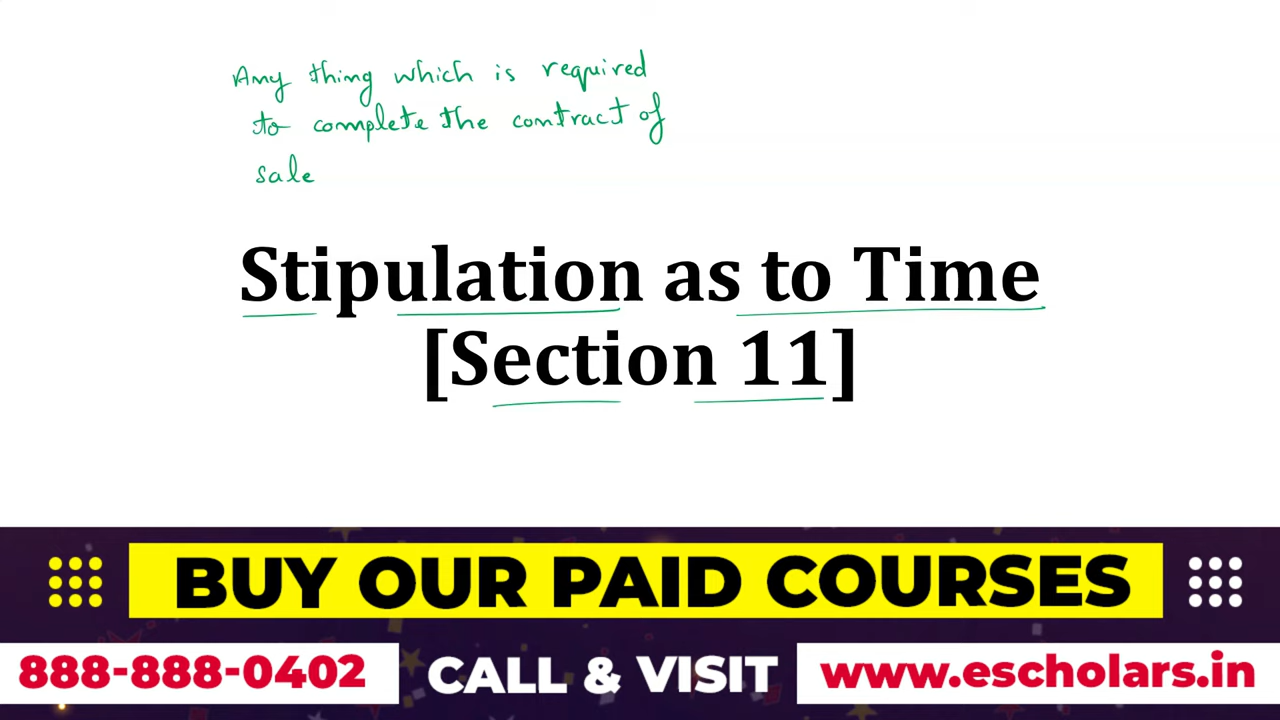 Any thing which is required
to complete the contract of
sale
Stipulation as to Time
[Section 11]
BUY OUR PAID COURSES
888-888-0402 CALL & VISIT www.escholars.in